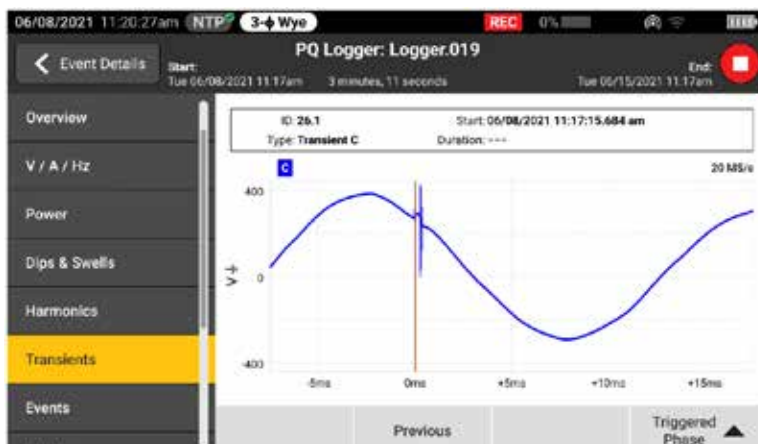 06/08/2021 11:20:27am NTP 3-ϕ Wye REC 0%
Event Details
PQ Logger: Logger.019
Start:
Tue 06/08/2021 11:17am 3 minutes, 11 seconds
End:
Tue 06/15/2021 11:17am
Overview
V / A / Hz
Power
Dips & Swells
Harmonics
Transients
Events
ID: 26.1 Start: 06/08/2021 11:17:15.684 am
Type: Transient C Duration: ---
C
20 MS/s
400
0
-400
V
-5ms 0ms +5ms +10ms +15ms
Previous
Triggered
Phase